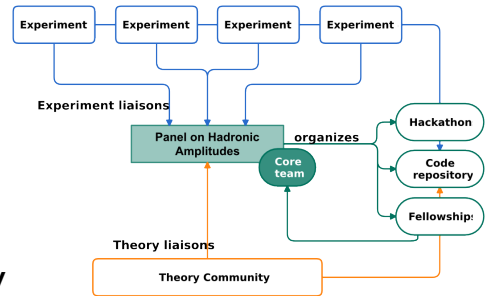 Experiment Experiment Experiment Experiment
Experiment liaisons
Panel on Hadronic
Amplitudes
organizes
Core
team
Hackathon
Code
repository
Fellowships
Theory liaisons
Theory Community
y